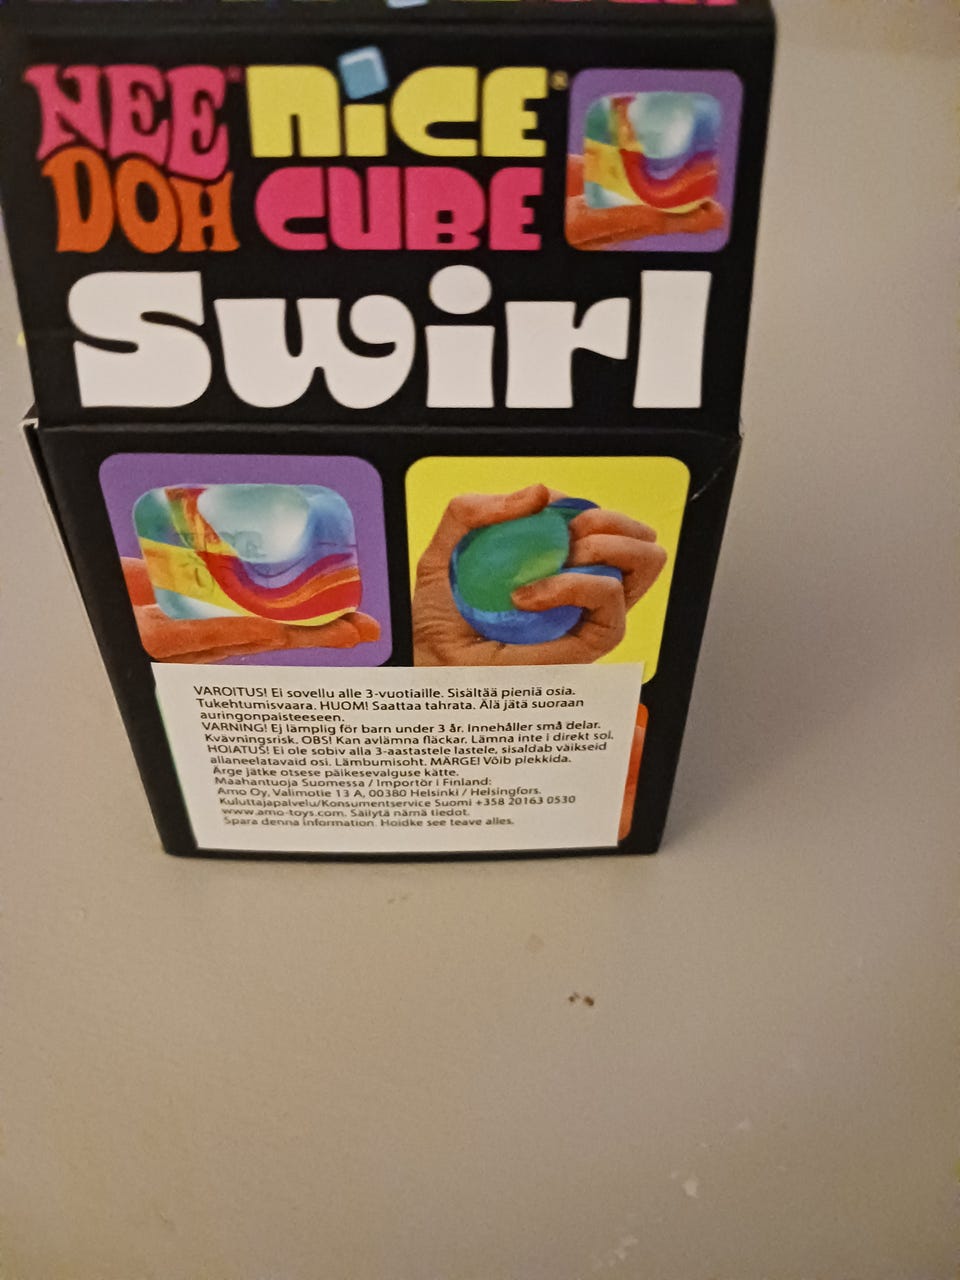 NEE NiCE
DOH CUBE
Swirl
VAROITUS! Ei sovellu alle 3-vuotiaille. Sisältää pieniä osia.
Tukehtumisvaara. HUOM! Saattaa tahrata. Älä jätä suoraan
auringonpaisteeseen.
VARNING! Ej lämplig för barn under 3 år. Innehåller små delar.
Kvävningsrisk. OBS! Kan avlämna fläckar. Lämna inte i direkt sol.
HOIATUS! Ei ole sobiv alla 3-aastastele lastele, sisaldab väikseid
allaneelatavaid osi. Lämbumisoht. MÄRGE! Võib plekkida.
Ärge jätke otsese päikesevalguse kätte.
Maahantuoja Suomessa / Importör i Finland:
Amo Oy, Valimotie 13 A, 00380 Helsinki / Helsingfors.
Kuluttajapalvelu/Konsumentservice Suomi +358 20163 0530
www.amo-toys.com. Säilytä nämä tiedot.
Spara denna information. Hoidke see teave alles.